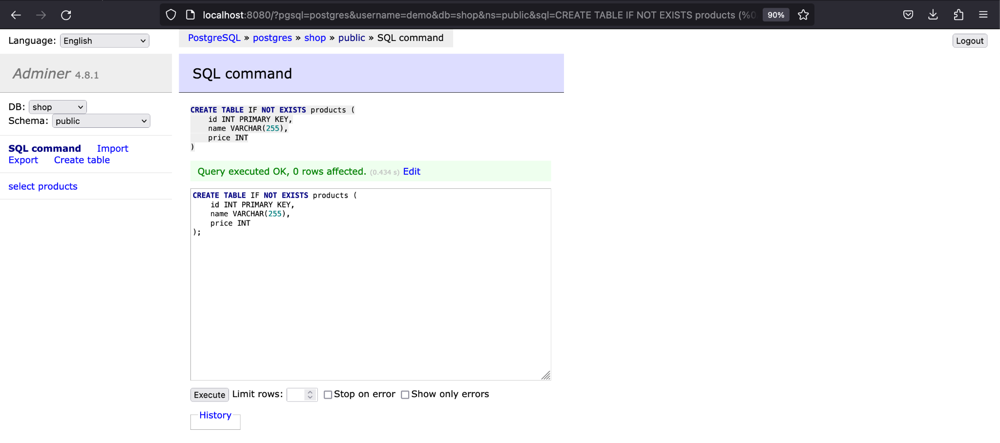 localhost:8080/?pgsql=postgres&username=demo&db=shop&ns=public&sql=CREATE TABLE IF NOT EXISTS products (%0
90%
Language: English
PostgreSQL » postgres » shop » public » SQL command
Logout
Adminer 4.8.1
SQL command
DB: shop
Schema: public
SQL command Import
Export Create table
select products
CREATE TABLE IF NOT EXISTS products (
    id INT PRIMARY KEY,
    name VARCHAR(255),
    price INT
)
Query executed OK, 0 rows affected. (0.434 s) Edit
CREATE TABLE IF NOT EXISTS products (
    id INT PRIMARY KEY,
    name VARCHAR(255),
    price INT
);
Execute Limit rows: Stop on error Show only errors
History